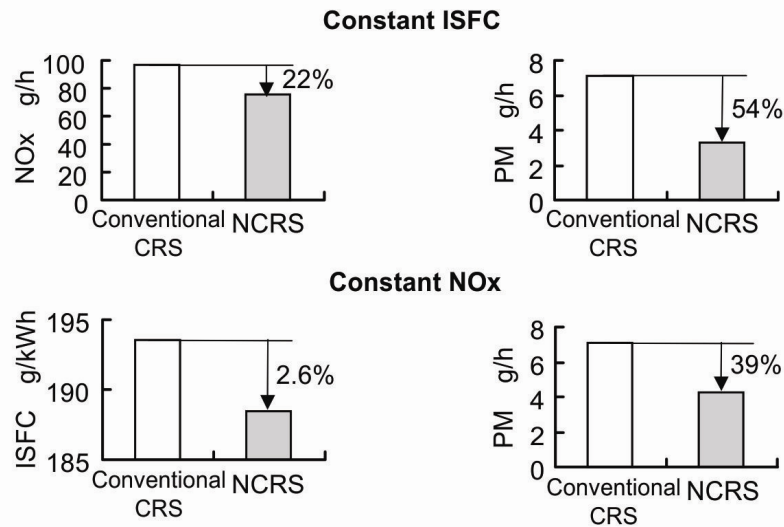 Constant ISFC
NOx g/h
100
80
60
40
20
0
22%
Conventional
CRS
NCRS
PM g/h
8
6
4
2
0
54%
Conventional
CRS
NCRS
Constant NOx
ISFC g/kWh
195
190
185
2.6%
Conventional
CRS
NCRS
PM g/h
8
6
4
2
0
39%
Conventional
CRS
NCRS